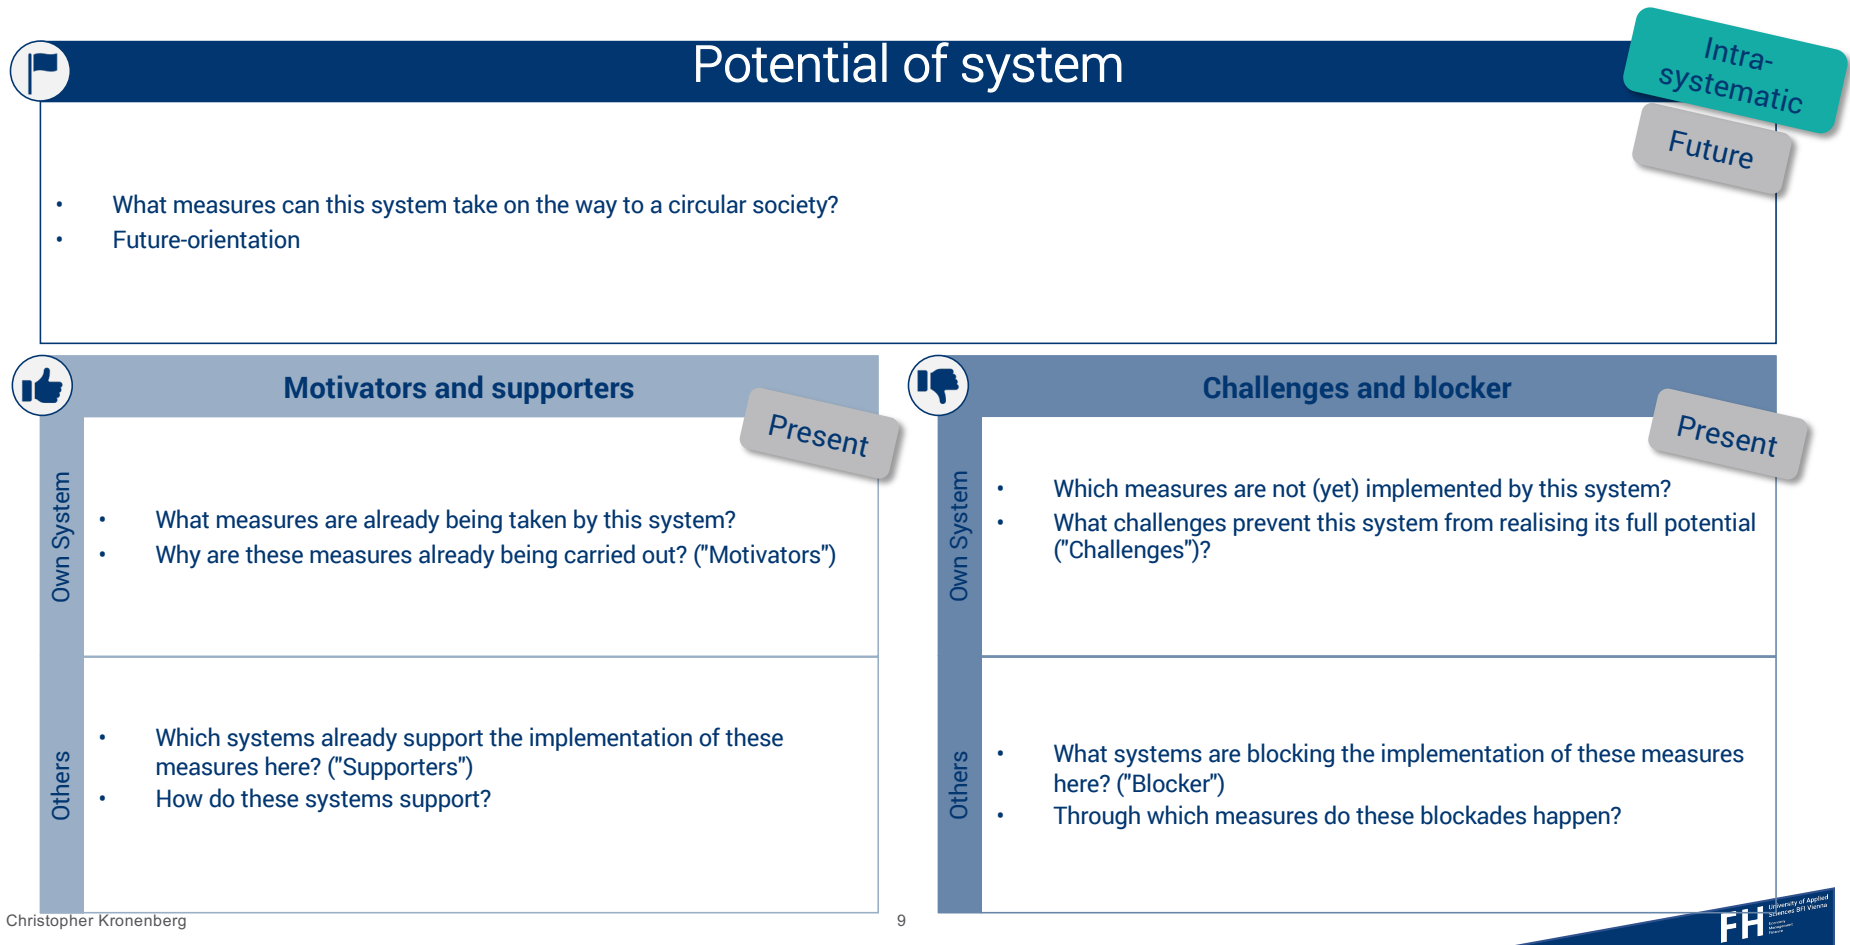 Potential of system
Intra-
systematic
Future
• What measures can this system take on the way to a circular society?
• Future-orientation
Motivators and supporters
Present
Own System
• What measures are already being taken by this system?
• Why are these measures already being carried out? ("Motivators")
Others
• Which systems already support the implementation of these
measures here? ("Supporters")
• How do these systems support?
Challenges and blocker
Present
Own System
• Which measures are not (yet) implemented by this system?
• What challenges prevent this system from realising its full potential
("Challenges")?
Others
• What systems are blocking the implementation of these measures
here? ("Blocker")
• Through which measures do these blockades happen?
Christopher Kronenberg
9
FH
University of Applied
Sciences BFI Vienna
Economy
Management
Finance